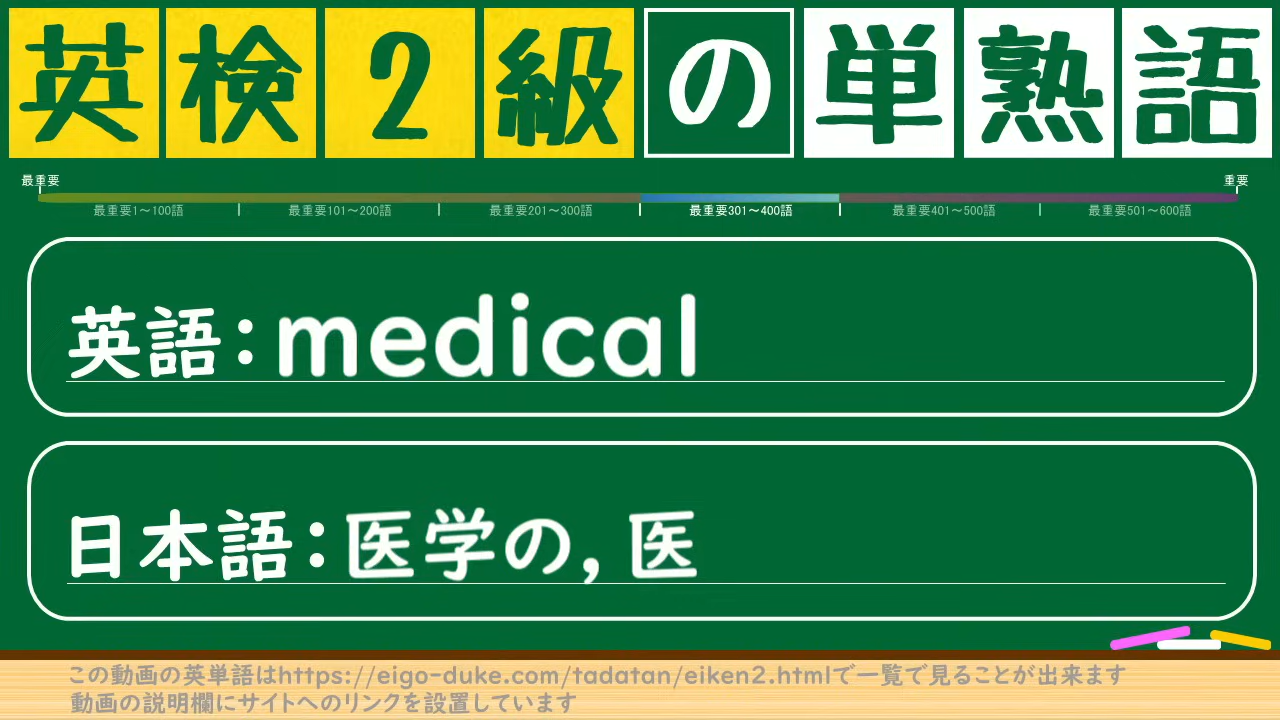 英検2級の単熟語
最重要 重要
最重要1〜100語 最重要101〜200語 最重要201〜300語 最重要301〜400語 最重要401〜500語 最重要501〜600語
英語：medical
日本語：医学の, 医
この動画の英単語はhttps://eigo-duke.com/tadatan/eiken2.htmlで一覧で見ることが出来ます
動画の説明欄にサイトへのリンクを設置しています